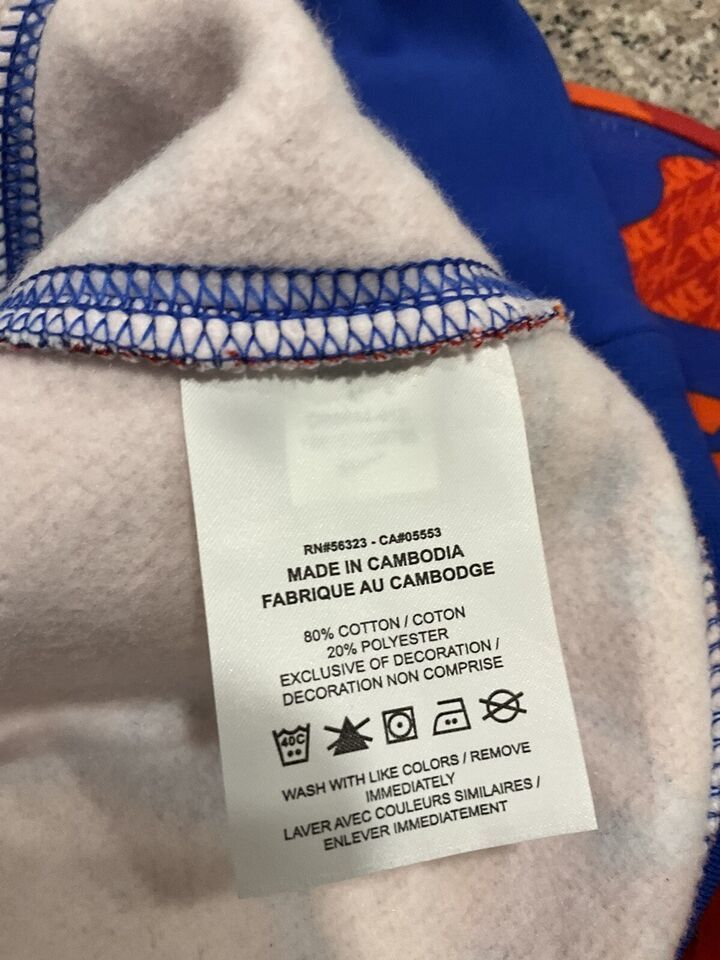 RN#56323 - CA#05553
MADE IN CAMBODIA
FABRIQUE AU CAMBODGE
80% COTTON / COTON
20% POLYESTER
EXCLUSIVE OF DECORATION /
DECORATION NON COMPRISE
40C
WASH WITH LIKE COLORS / REMOVE
IMMEDIATELY
LAVER AVEC COULEURS SIMILAIRES /
ENLEVER IMMEDIATEMENT